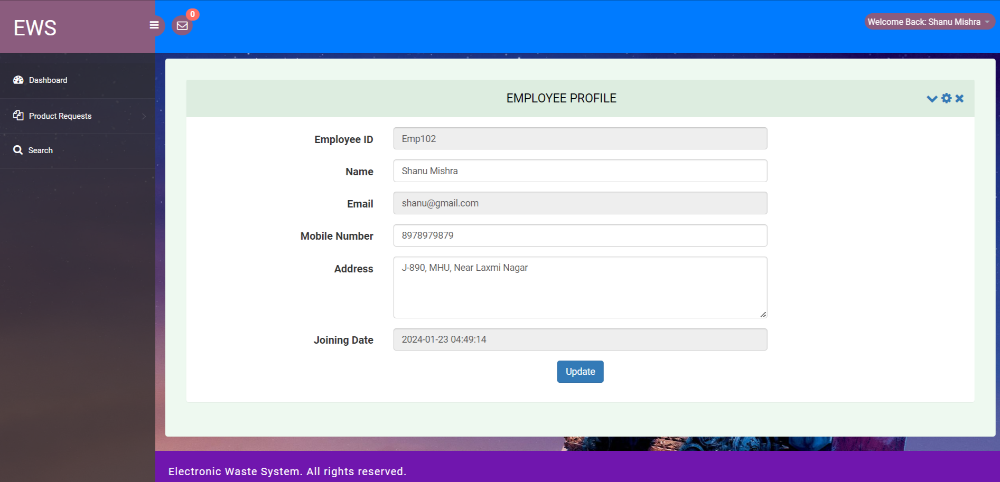 EWS
0
Welcome Back: Shanu Mishra
Dashboard
Product Requests
Search
EMPLOYEE PROFILE
Employee ID Emp102
Name Shanu Mishra
Email shanu@gmail.com
Mobile Number 8978979879
Address J-890, MHU, Near Laxmi Nagar
Joining Date 2024-01-23 04:49:14
Update
Electronic Waste System. All rights reserved.